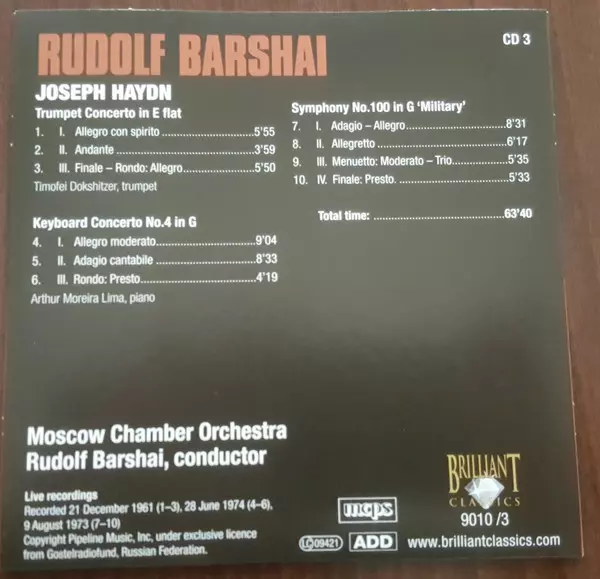 RUDOLF BARSHAI
CD 3
JOSEPH HAYDN
Trumpet Concerto in E flat
1. I. Allegro con spirito ........................5'55
2. II. Andante ....................................3'59
3. III. Finale – Rondo: Allegro.................5'50
Timofei Dokshitzer, trumpet
Keyboard Concerto No.4 in G
4. I. Allegro moderato.........................9'04
5. II. Adagio cantabile .........................8'33
6. III. Rondo: Presto.............................4'19
Arthur Moreira Lima, piano
Symphony No.100 in G 'Military'
7. I. Adagio – Allegro..........................8'31
8. II. Allegretto ..................................6'17
9. III. Menuetto: Moderato – Trio............5'35
10. IV. Finale: Presto. ...........................5'33
Total time: ................................63'40
Moscow Chamber Orchestra
Rudolf Barshai, conductor
Live recordings
Recorded 21 December 1961 (1–3), 28 June 1974 (4–6),
9 August 1973 (7–10)
Copyright Pipeline Music, Inc, under exclusive licence
from Gostelradiofund, Russian Federation.
mcps
LC 09421
ADD
BRILLIANT
CLASSICS
9010 /3
www.brilliantclassics.com